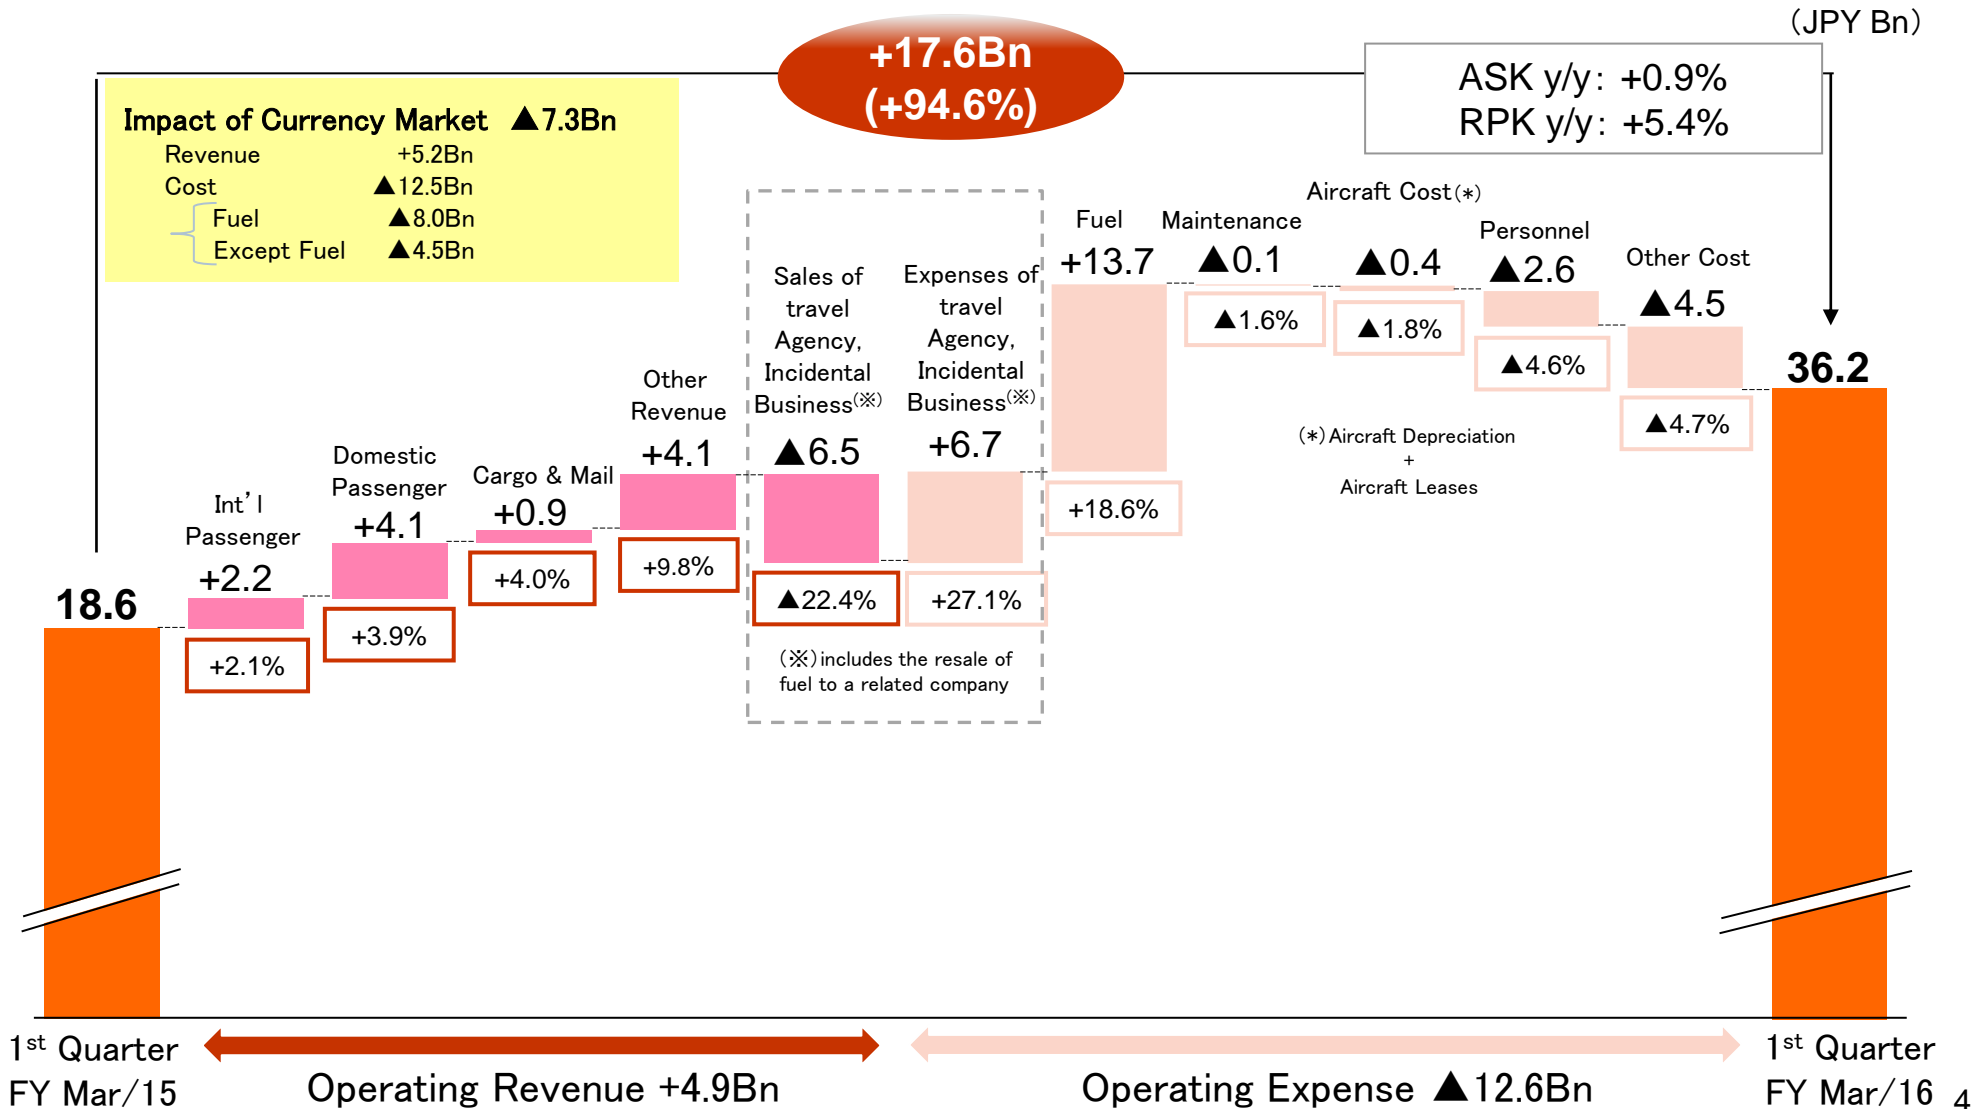 (JPY Bn)
+17.6Bn
(+94.6%)
ASK y/y: +0.9%
RPK y/y: +5.4%
Impact of Currency Market ▲7.3Bn
Revenue +5.2Bn
Cost ▲12.5Bn
Fuel ▲8.0Bn
Except Fuel ▲4.5Bn
18.6
Int'l
Passenger
+2.2
+2.1%
Domestic
Passenger
+4.1
+3.9%
Cargo & Mail
+0.9
+4.0%
Other
Revenue
+4.1
+9.8%
Sales of
travel
Agency,
Incidental
Business(※)
▲6.5
▲22.4%
Expenses of
travel
Agency,
Incidental
Business(※)
+6.7
+27.1%
(※)includes the resale of
fuel to a related company
Fuel
+13.7
+18.6%
Maintenance
▲0.1
▲1.6%
Aircraft Cost(*)
▲0.4
▲1.8%
Personnel
▲2.6
▲4.6%
Other Cost
▲4.5
▲4.7%
(*)Aircraft Depreciation
+
Aircraft Leases
36.2
1st Quarter
FY Mar/15
Operating Revenue +4.9Bn
Operating Expense ▲12.6Bn
1st Quarter
FY Mar/16
4